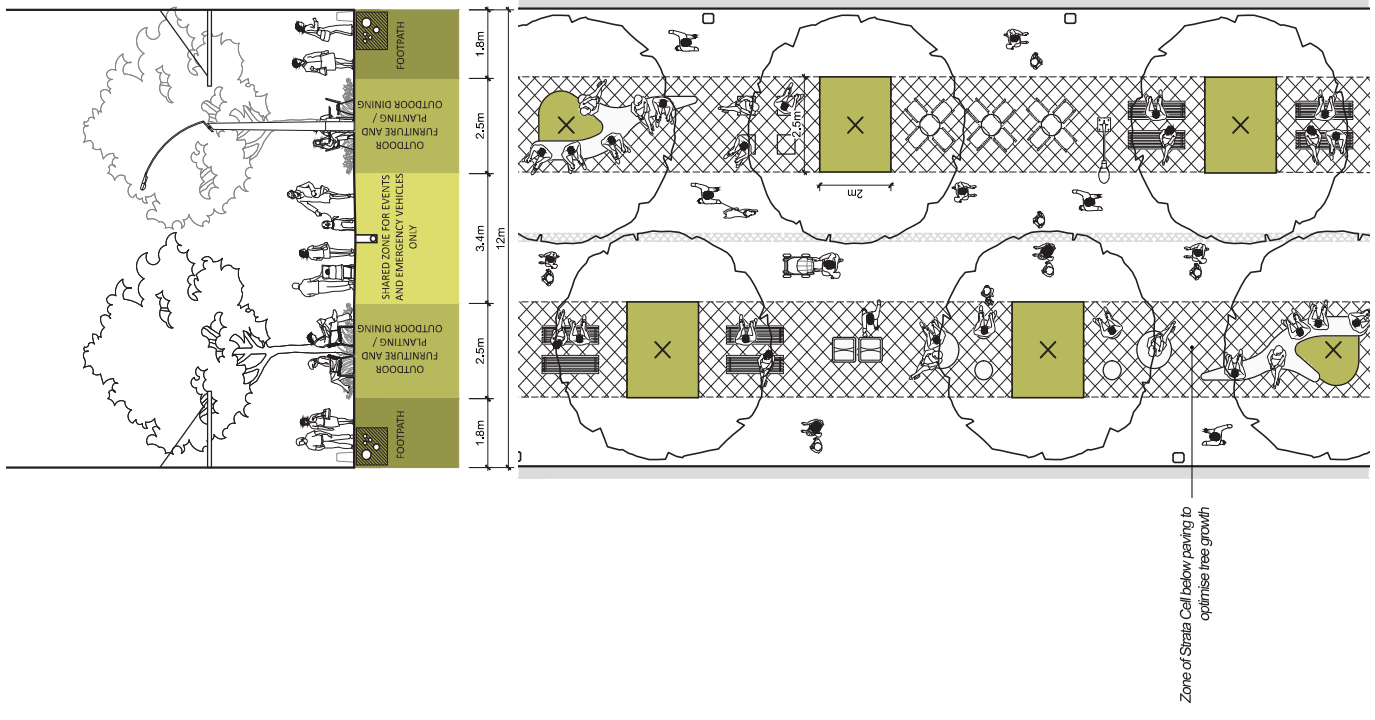 FOOTPATH
OUTDOOR
FURNITURE AND
PLANTING /
OUTDOOR DINING
SHARED ZONE FOR EVENTS
AND EMERGENCY VEHICLES
ONLY
OUTDOOR
FURNITURE AND
PLANTING /
OUTDOOR DINING
FOOTPATH
1.8m
2.5m
3.4m
2.5m
1.8m
12m
2.5m
2m
Zone of Strata Cell below paving to
optimise tree growth